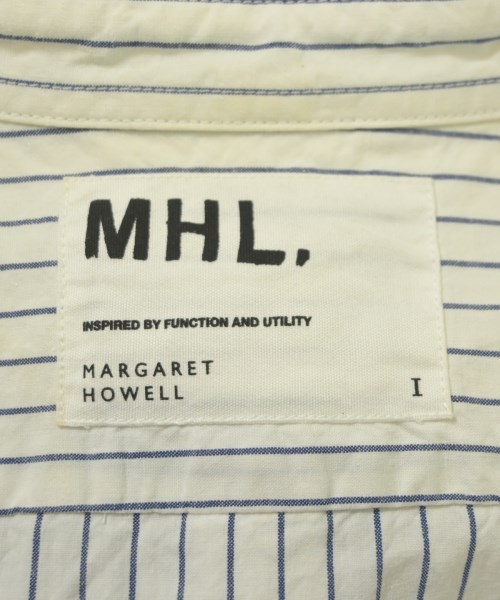 MHL.
INSPIRED BY FUNCTION AND UTILITY
MARGARET
HOWELL
I